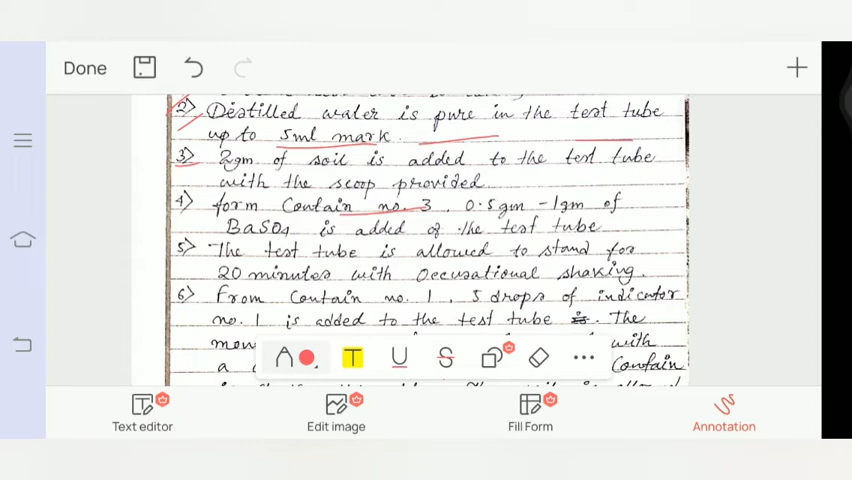 Done
2) Destilled water is pure in the test tube
up to 5ml mark.
3) 2gm of soil is added to the test tube
with the scoop provided.
4) form Contain no. 3, 0.5gm - 1gm of
BaSO4 is added of the test tube.
5) The test tube is allowed to stand for
20 minutes with occusational shaking.
6) From Contain no. 1, 5 drops of indicator
no. 1 is added to the test tube is. The
with
a
Contain
Text editor
Edit image
Fill Form
Annotation